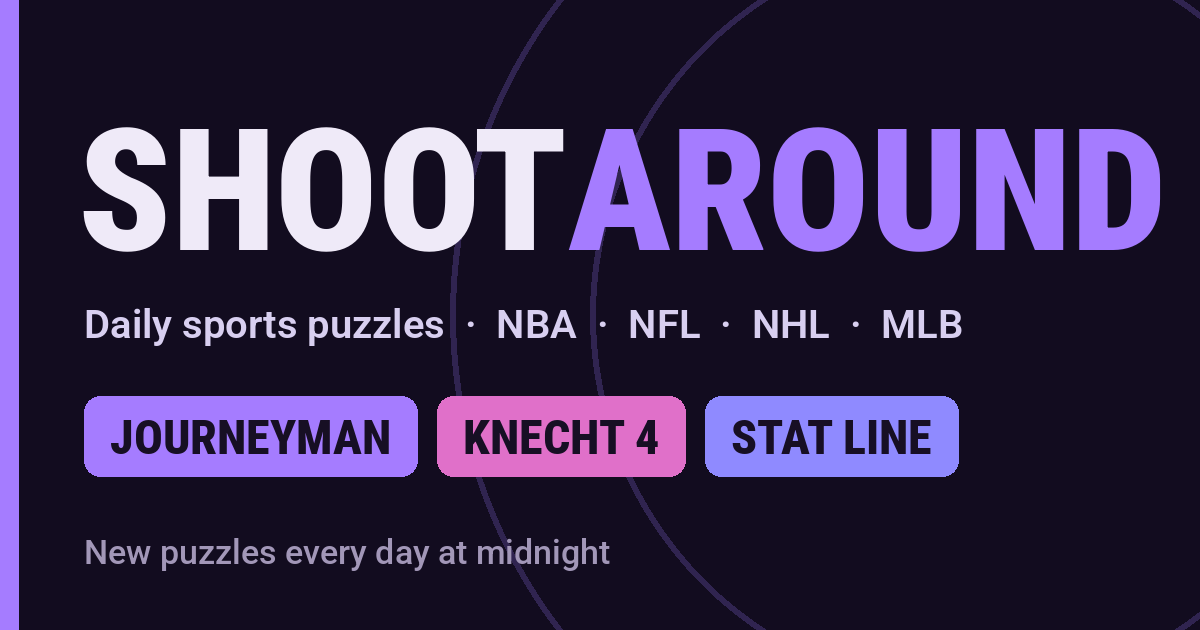 SHOOTAROUND
Daily sports puzzles · NBA · NFL · NHL · MLB
JOURNEYMAN KNECHT 4 STAT LINE
New puzzles every day at midnight